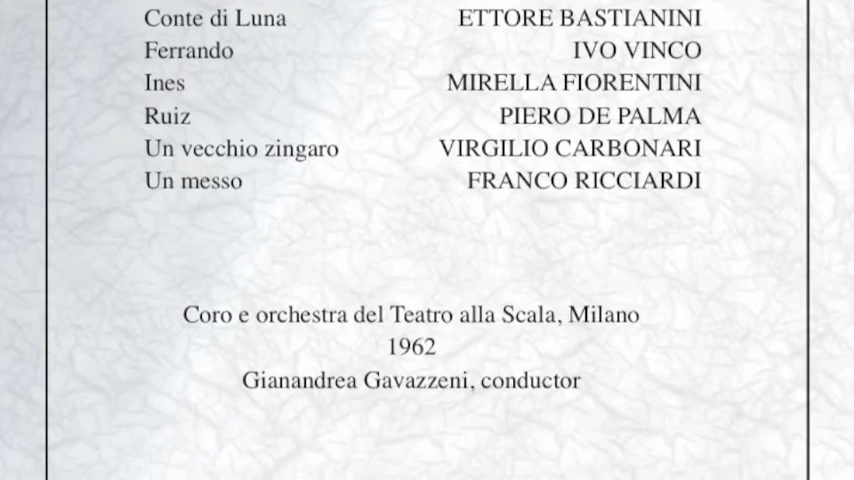 Conte di Luna ETTORE BASTIANINI
Ferrando IVO VINCO
Ines MIRELLA FIORENTINI
Ruiz PIERO DE PALMA
Un vecchio zingaro VIRGILIO CARBONARI
Un messo FRANCO RICCIARDI
Coro e orchestra del Teatro alla Scala, Milano
1962
Gianandrea Gavazzeni, conductor